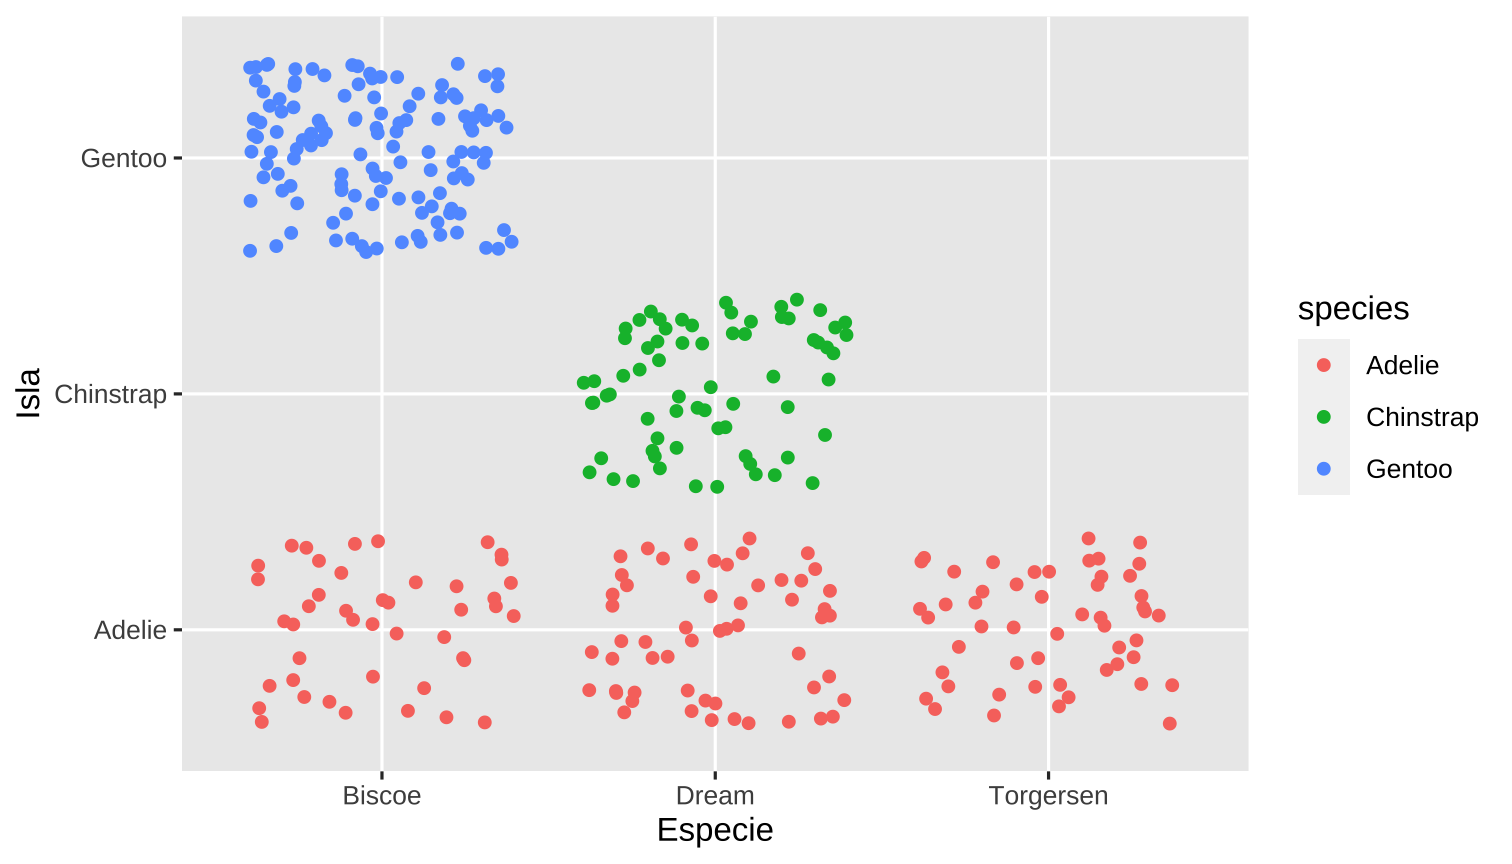 Gentoo
Chinstrap
Adelie
Isla
Biscoe
Dream
Torgersen
Especie
species
Adelie
Chinstrap
Gentoo